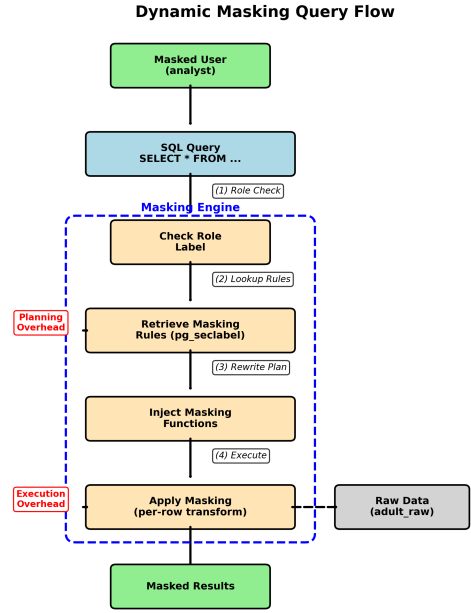 Dynamic Masking Query Flow
Masked User
(analyst)
SQL Query
SELECT * FROM ...
(1) Role Check
Masking Engine
Check Role
Label
(2) Lookup Rules
Planning
Overhead
Retrieve Masking
Rules (pg_seclabel)
(3) Rewrite Plan
Inject Masking
Functions
(4) Execute
Execution
Overhead
Apply Masking
(per-row transform)
Raw Data
(adult_raw)
Masked Results